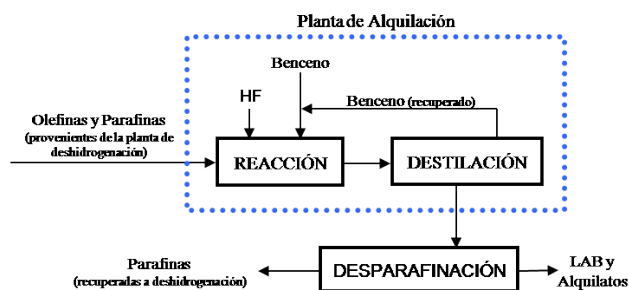 Planta de Alquilación
Benceno
HF
Benceno (recuperado)
Olefinas y Parafinas
(provenientes de la planta de
deshidrogenación)
REACCIÓN
DESTILACIÓN
Parafinas
(recuperadas a deshidrogenación)
DESPARAFINACIÓN
LAB y
Alquilatos